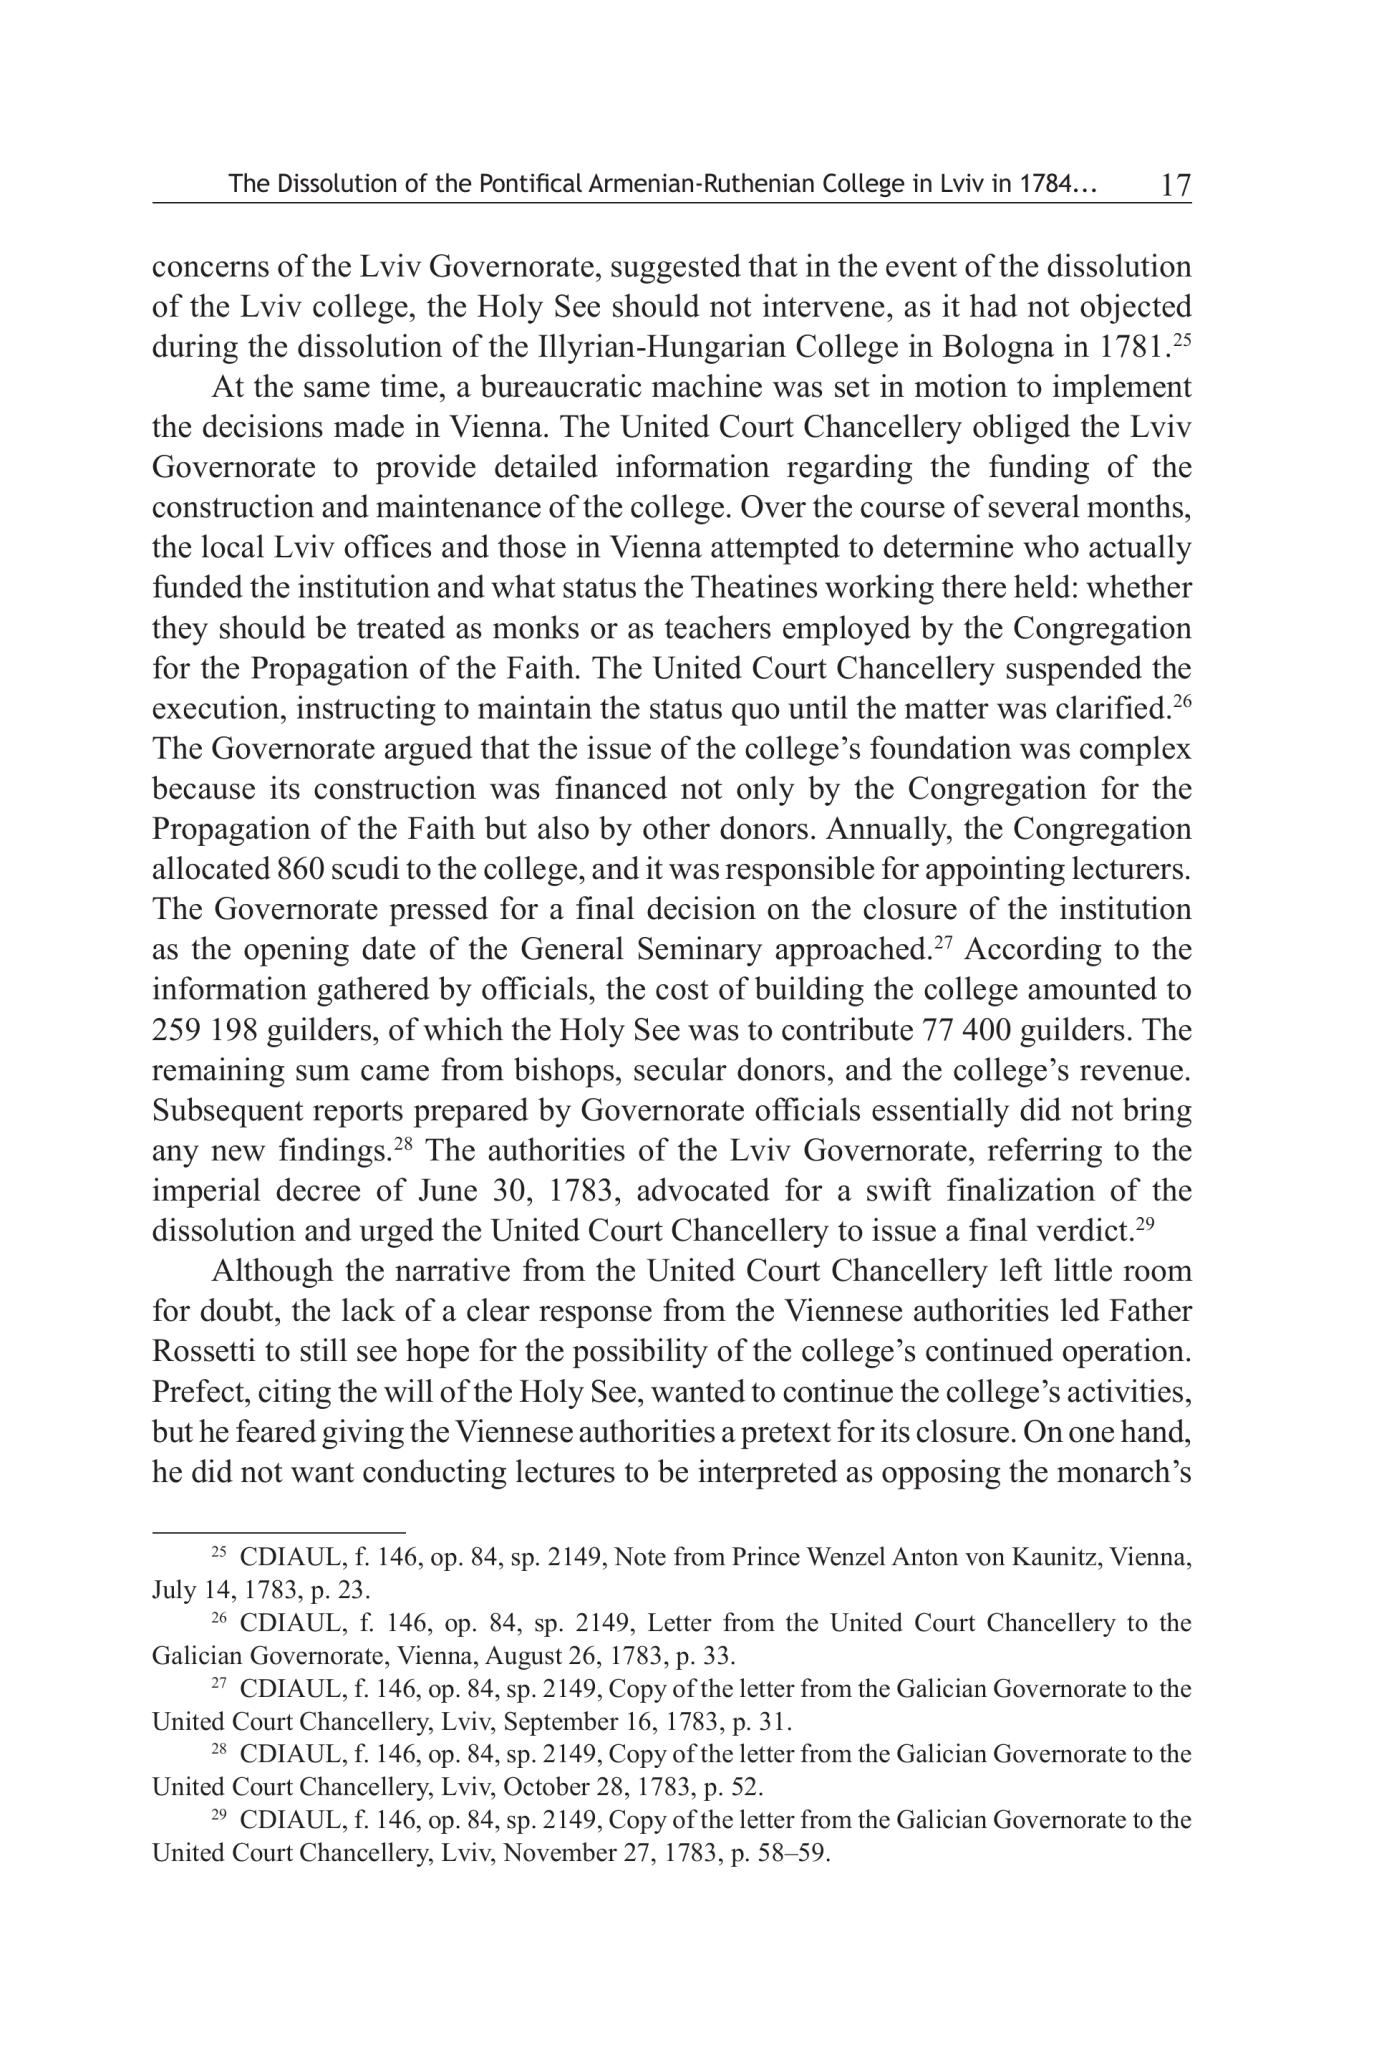 The Dissolution of the Pontifical Armenian-Ruthenian College in Lviv in 1784... 17
concerns of the Lviv Governorate, suggested that in the event of the dissolution
of the Lviv college, the Holy See should not intervene, as it had not objected
during the dissolution of the Illyrian-Hungarian College in Bologna in 1781.²⁵
At the same time, a bureaucratic machine was set in motion to implement
the decisions made in Vienna. The United Court Chancellery obliged the Lviv
Governorate to provide detailed information regarding the funding of the
construction and maintenance of the college. Over the course of several months,
the local Lviv offices and those in Vienna attempted to determine who actually
funded the institution and what status the Theatines working there held: whether
they should be treated as monks or as teachers employed by the Congregation
for the Propagation of the Faith. The United Court Chancellery suspended the
execution, instructing to maintain the status quo until the matter was clarified.²⁶
The Governorate argued that the issue of the college’s foundation was complex
because its construction was financed not only by the Congregation for the
Propagation of the Faith but also by other donors. Annually, the Congregation
allocated 860 scudi to the college, and it was responsible for appointing lecturers.
The Governorate pressed for a final decision on the closure of the institution
as the opening date of the General Seminary approached.²⁷ According to the
information gathered by officials, the cost of building the college amounted to
259 198 guilders, of which the Holy See was to contribute 77 400 guilders. The
remaining sum came from bishops, secular donors, and the college’s revenue.
Subsequent reports prepared by Governorate officials essentially did not bring
any new findings.²⁸ The authorities of the Lviv Governorate, referring to the
imperial decree of June 30, 1783, advocated for a swift finalization of the
dissolution and urged the United Court Chancellery to issue a final verdict.²⁹
Although the narrative from the United Court Chancellery left little room
for doubt, the lack of a clear response from the Viennese authorities led Father
Rossetti to still see hope for the possibility of the college’s continued operation.
Prefect, citing the will of the Holy See, wanted to continue the college’s activities,
but he feared giving the Viennese authorities a pretext for its closure. On one hand,
he did not want conducting lectures to be interpreted as opposing the monarch’s
²⁵ CDIAUL, f. 146, op. 84, sp. 2149, Note from Prince Wenzel Anton von Kaunitz, Vienna,
July 14, 1783, p. 23.
²⁶ CDIAUL, f. 146, op. 84, sp. 2149, Letter from the United Court Chancellery to the
Galician Governorate, Vienna, August 26, 1783, p. 33.
²⁷ CDIAUL, f. 146, op. 84, sp. 2149, Copy of the letter from the Galician Governorate to the
United Court Chancellery, Lviv, September 16, 1783, p. 31.
²⁸ CDIAUL, f. 146, op. 84, sp. 2149, Copy of the letter from the Galician Governorate to the
United Court Chancellery, Lviv, October 28, 1783, p. 52.
²⁹ CDIAUL, f. 146, op. 84, sp. 2149, Copy of the letter from the Galician Governorate to the
United Court Chancellery, Lviv, November 27, 1783, p. 58–59.